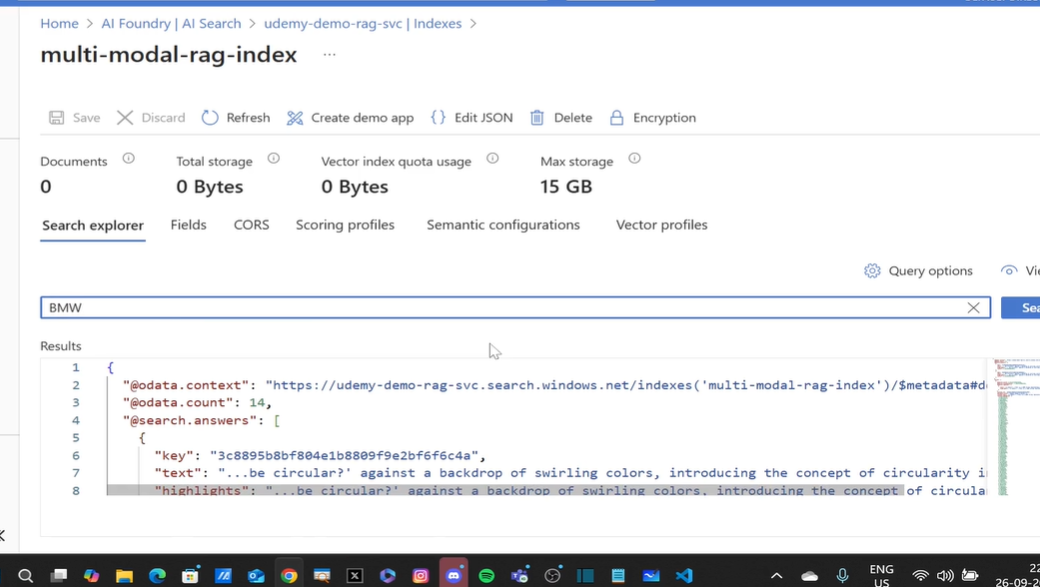 Home > AI Foundry | AI Search > udemy-demo-rag-svc | Indexes >
multi-modal-rag-index ...
Save Discard Refresh Create demo app Edit JSON Delete Encryption
Documents Total storage Vector index quota usage Max storage
0 0 Bytes 0 Bytes 15 GB
Search explorer Fields CORS Scoring profiles Semantic configurations Vector profiles
Query options
BMW
Results
1 {
2 "@odata.context": "https://udemy-demo-rag-svc.search.windows.net/indexes('multi-modal-rag-index')/$metadata#d
3 "@odata.count": 14,
4 "@search.answers": [
5 {
6 "key": "3c8895b8bf804e1b8809f9e2bf6f6c4a",
7 "text": "...be circular?' against a backdrop of swirling colors, introducing the concept of circularity i
8 "highlights": "...be circular?' against a backdrop of swirling colors, introducing the concept of circula
ENG
US
26-09-2